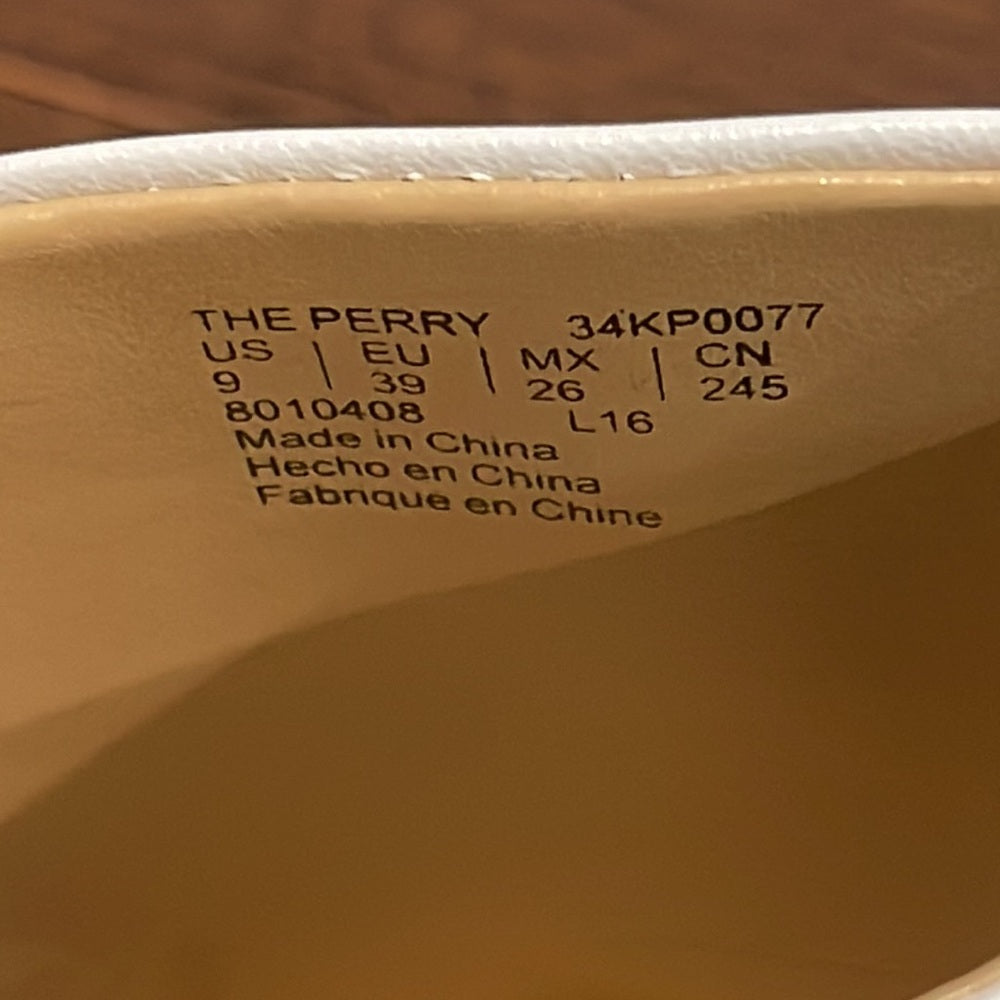 THE PERRY 34KP0077
US | EU | MX | CN
9 | 39 | 26 | 245
8010408 L16
Made in China
Hecho en China
Fabrique en Chine